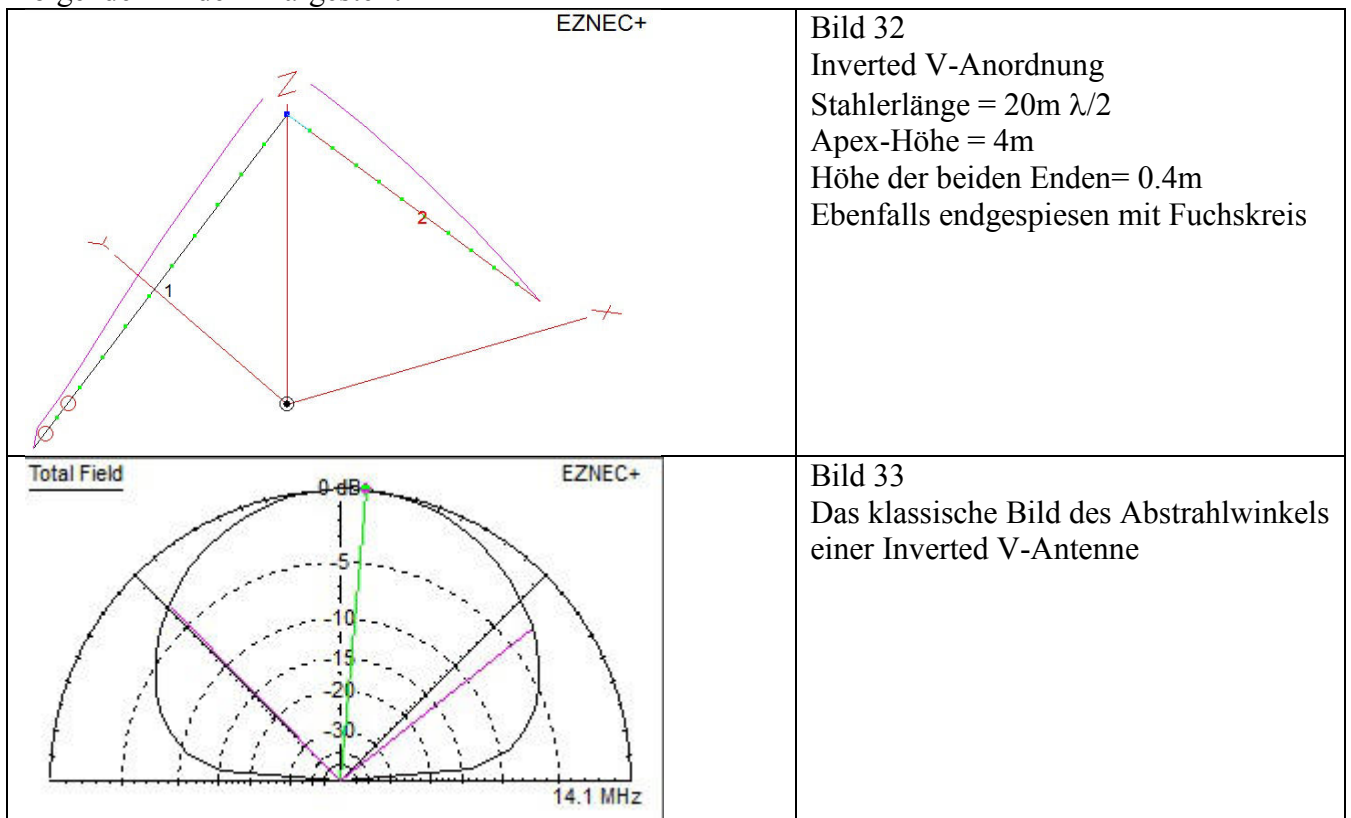 EZNEC+
Z
Y
X
1
2
Bild 32
Inverted V-Anordnung
Stahlerlänge = 20m λ/2
Apex-Höhe = 4m
Höhe der beiden Enden= 0.4m
Ebenfalls endgespiesen mit Fuchskreis
Total Field
EZNEC+
0 dB
-5
-10
-15
-20
-30
14.1 MHz
Bild 33
Das klassische Bild des Abstrahlwinkels
einer Inverted V-Antenne